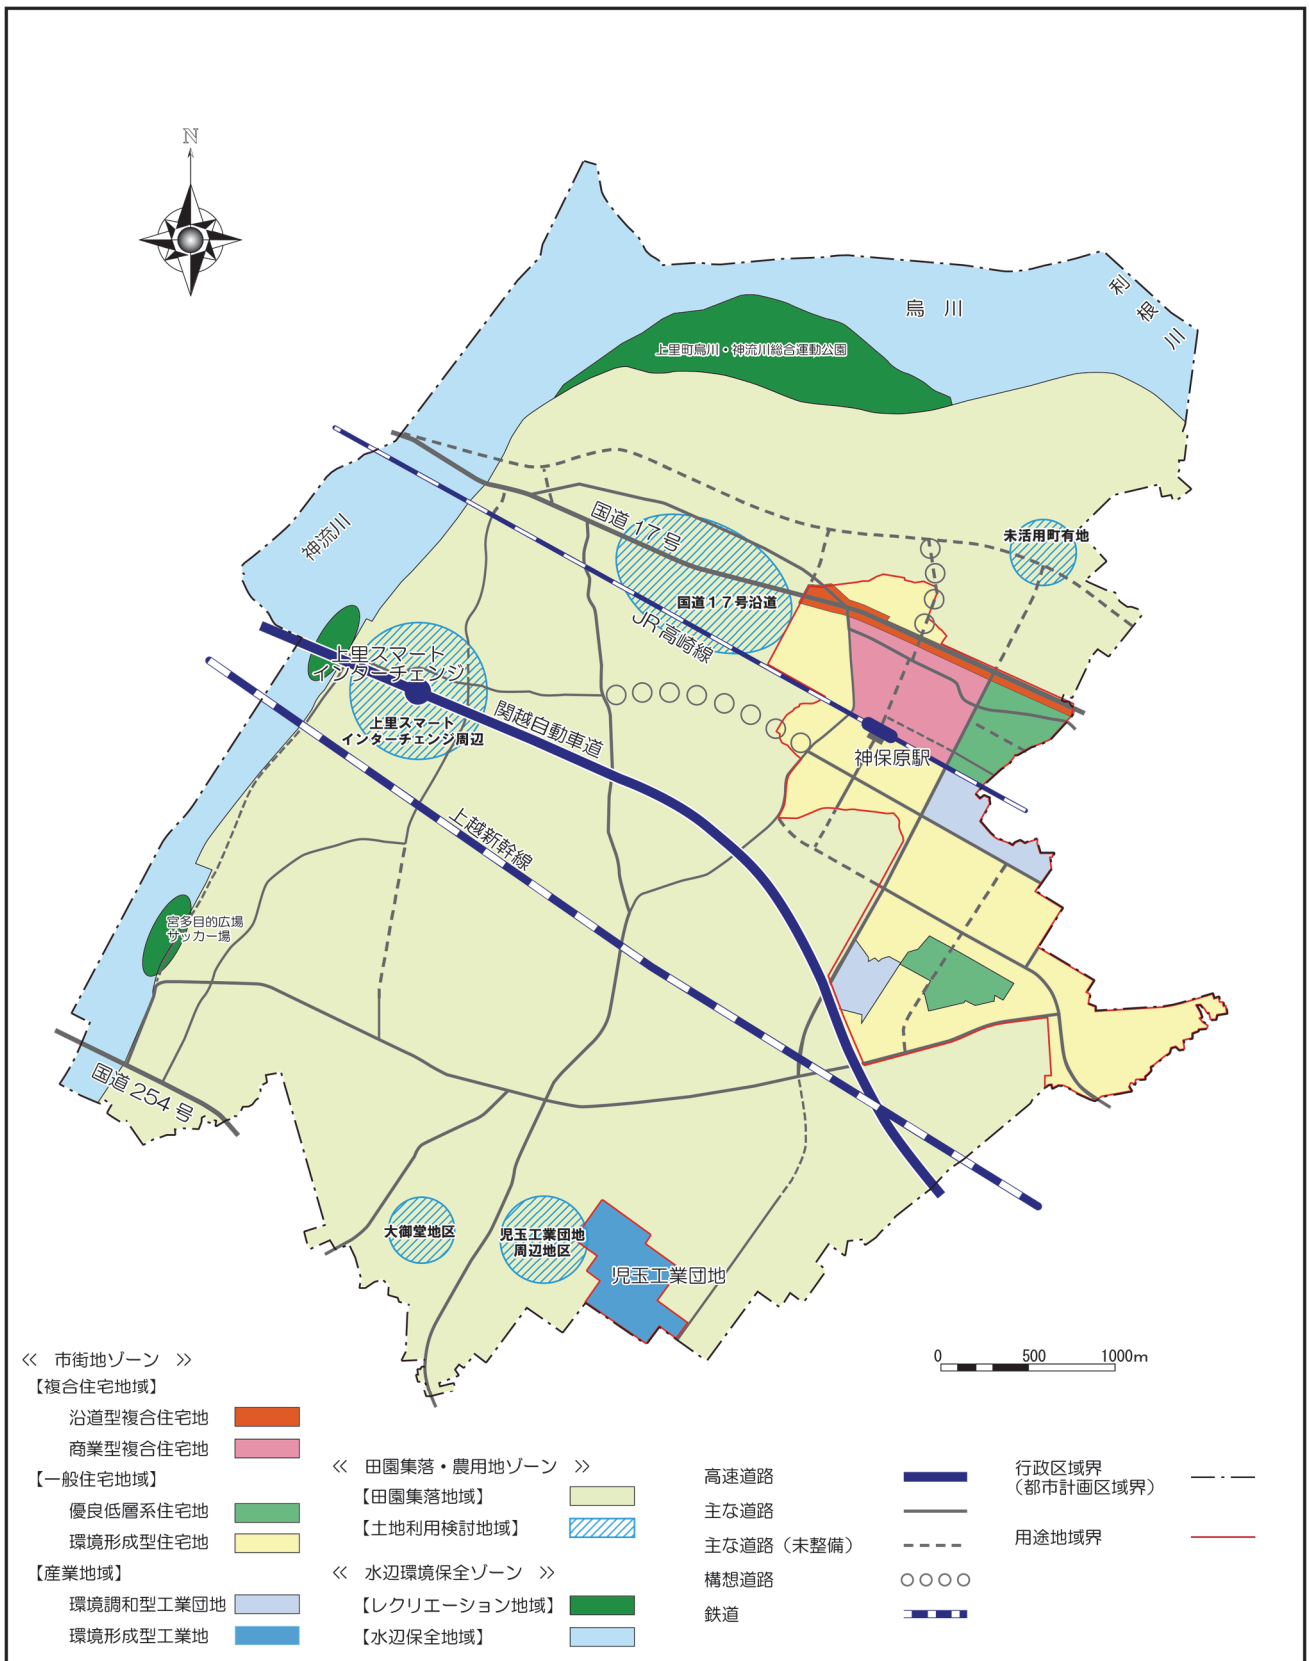 N
利根川
烏川
上里町烏川・神流川総合運動公園
神流川
国道17号
未活用町有地
国道17号沿道
JR高崎線
上里スマート
インターチェンジ
上里スマート
インターチェンジ周辺
関越自動車道
神保原駅
上越新幹線
宮多目的広場
サッカー場
国道254号
大御堂地区
児玉工業団地
周辺地区
児玉工業団地
0 500 1000m
≪ 市街地ゾーン ≫
【複合住宅地域】
沿道型複合住宅地
商業型複合住宅地
【一般住宅地域】
優良低層系住宅地
環境形成型住宅地
【産業地域】
環境調和型工業団地
環境形成型工業地
≪ 田園集落・農用地ゾーン ≫
【田園集落地域】
【土地利用検討地域】
≪ 水辺環境保全ゾーン ≫
【レクリエーション地域】
【水辺保全地域】
高速道路
主な道路
主な道路（未整備）
構想道路
鉄道
行政区域界
（都市計画区域界）
用途地域界